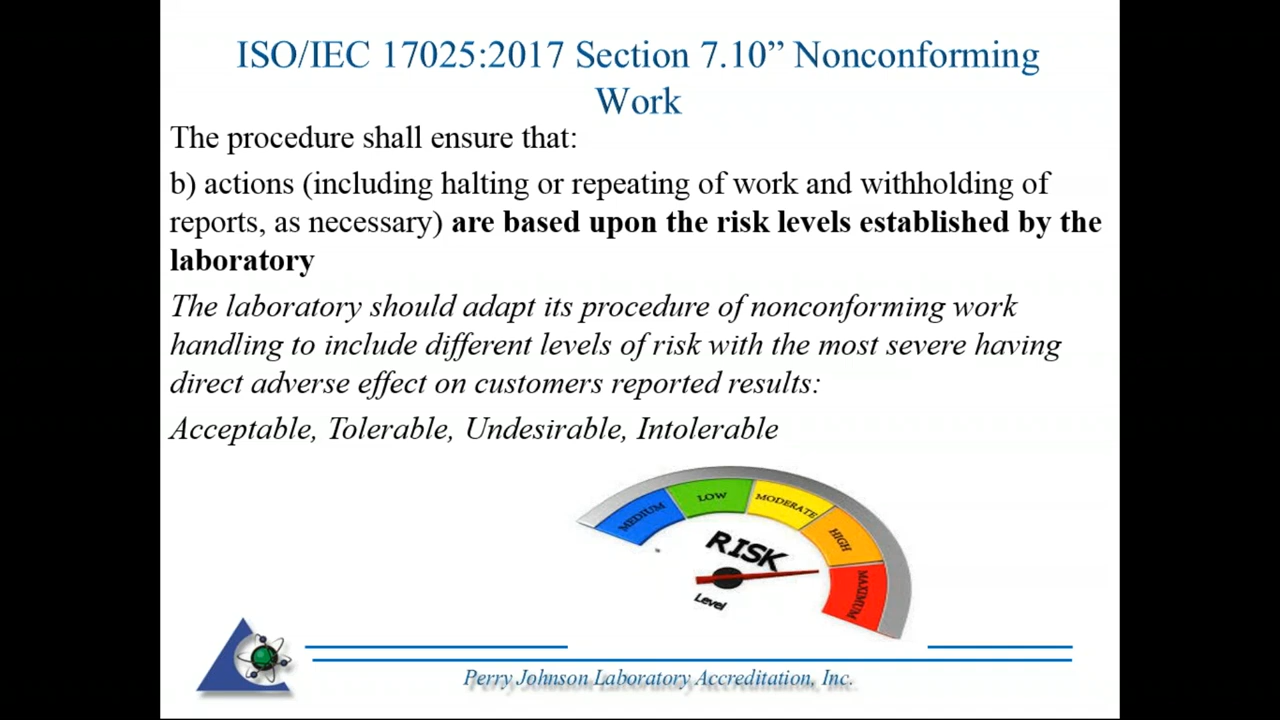 ISO/IEC 17025:2017 Section 7.10” Nonconforming
Work
The procedure shall ensure that:
b) actions (including halting or repeating of work and withholding of
reports, as necessary) are based upon the risk levels established by the
laboratory
The laboratory should adapt its procedure of nonconforming work
handling to include different levels of risk with the most severe having
direct adverse effect on customers reported results:
Acceptable, Tolerable, Undesirable, Intolerable
MEDIUM
LOW
MODERATE
HIGH
MAXIMUM
RISK
Level
Perry Johnson Laboratory Accreditation, Inc.